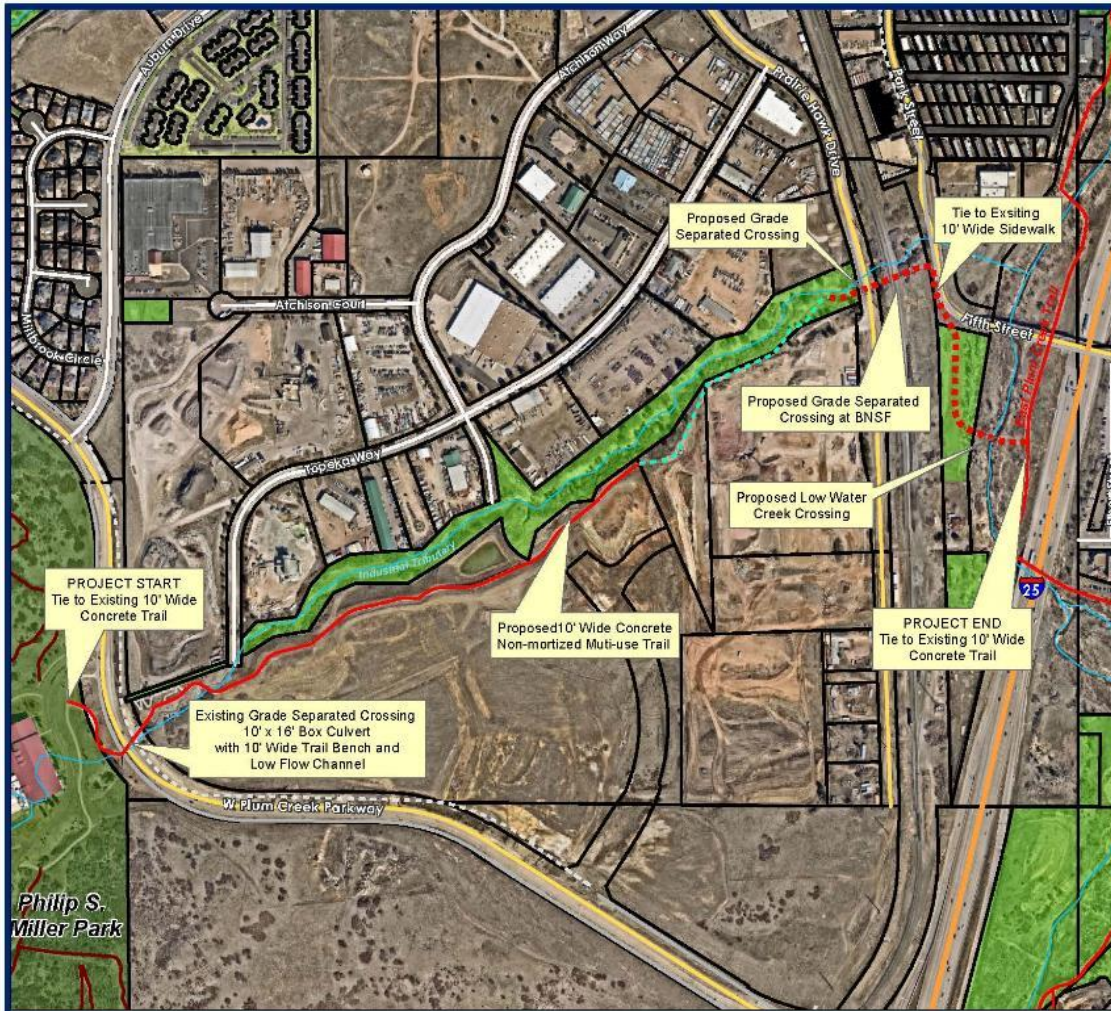 Auburn Drive
Atchison Way
Prairie Hawk Drive
Park Street
Proposed Grade
Separated Crossing
Tie to Exsiting
10' Wide Sidewalk
Millbrook Circle
Atchison Court
Fifth Street
East Plum Creek Trail
Proposed Grade Separated
Crossing at BNSF
Topeka Way
Proposed Low Water
Creek Crossing
Industrial Tributary
PROJECT START
Tie to Existing 10' Wide
Concrete Trail
Proposed10' Wide Concrete
Non-mortized Muti-use Trail
25
PROJECT END
Tie to Existing 10' Wide
Concrete Trail
Existing Grade Separated Crossing
10' x 16' Box Culvert
with 10' Wide Trail Bench and
Low Flow Channel
W Plum Creek Parkway
Philip S.
Miller Park